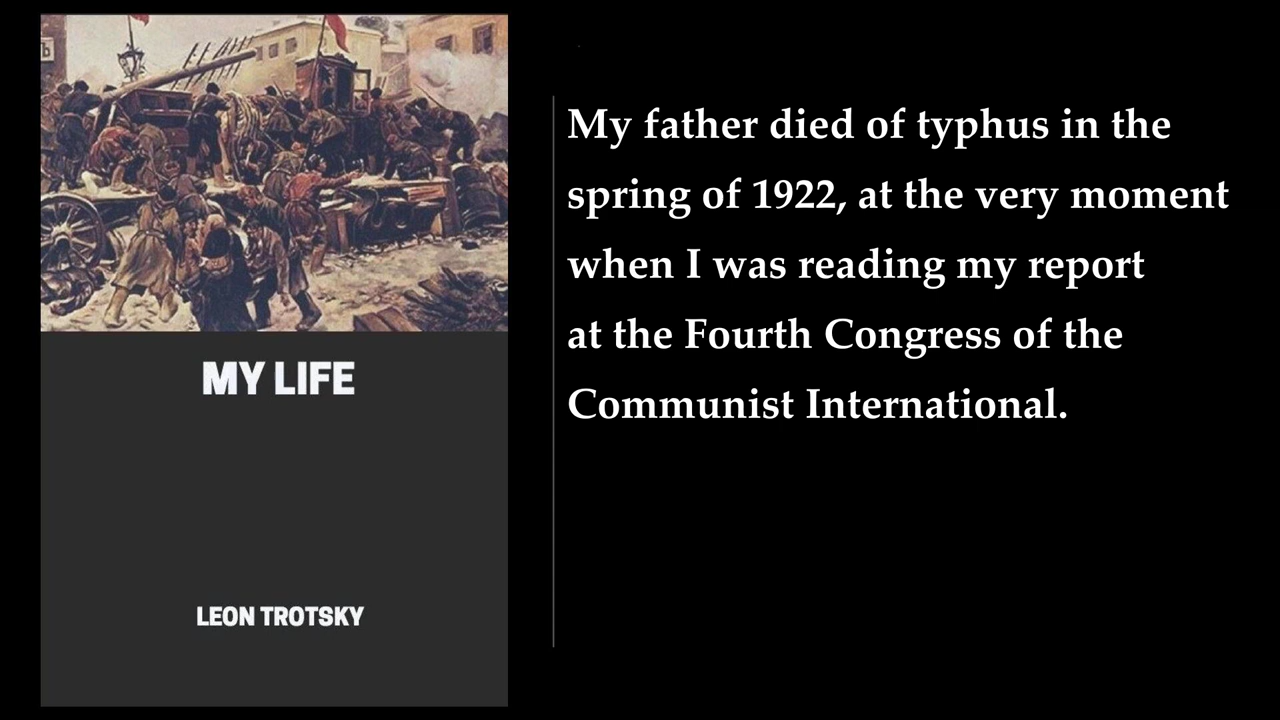 MY LIFE
LEON TROTSKY
My father died of typhus in the
spring of 1922, at the very moment
when I was reading my report
at the Fourth Congress of the
Communist International.